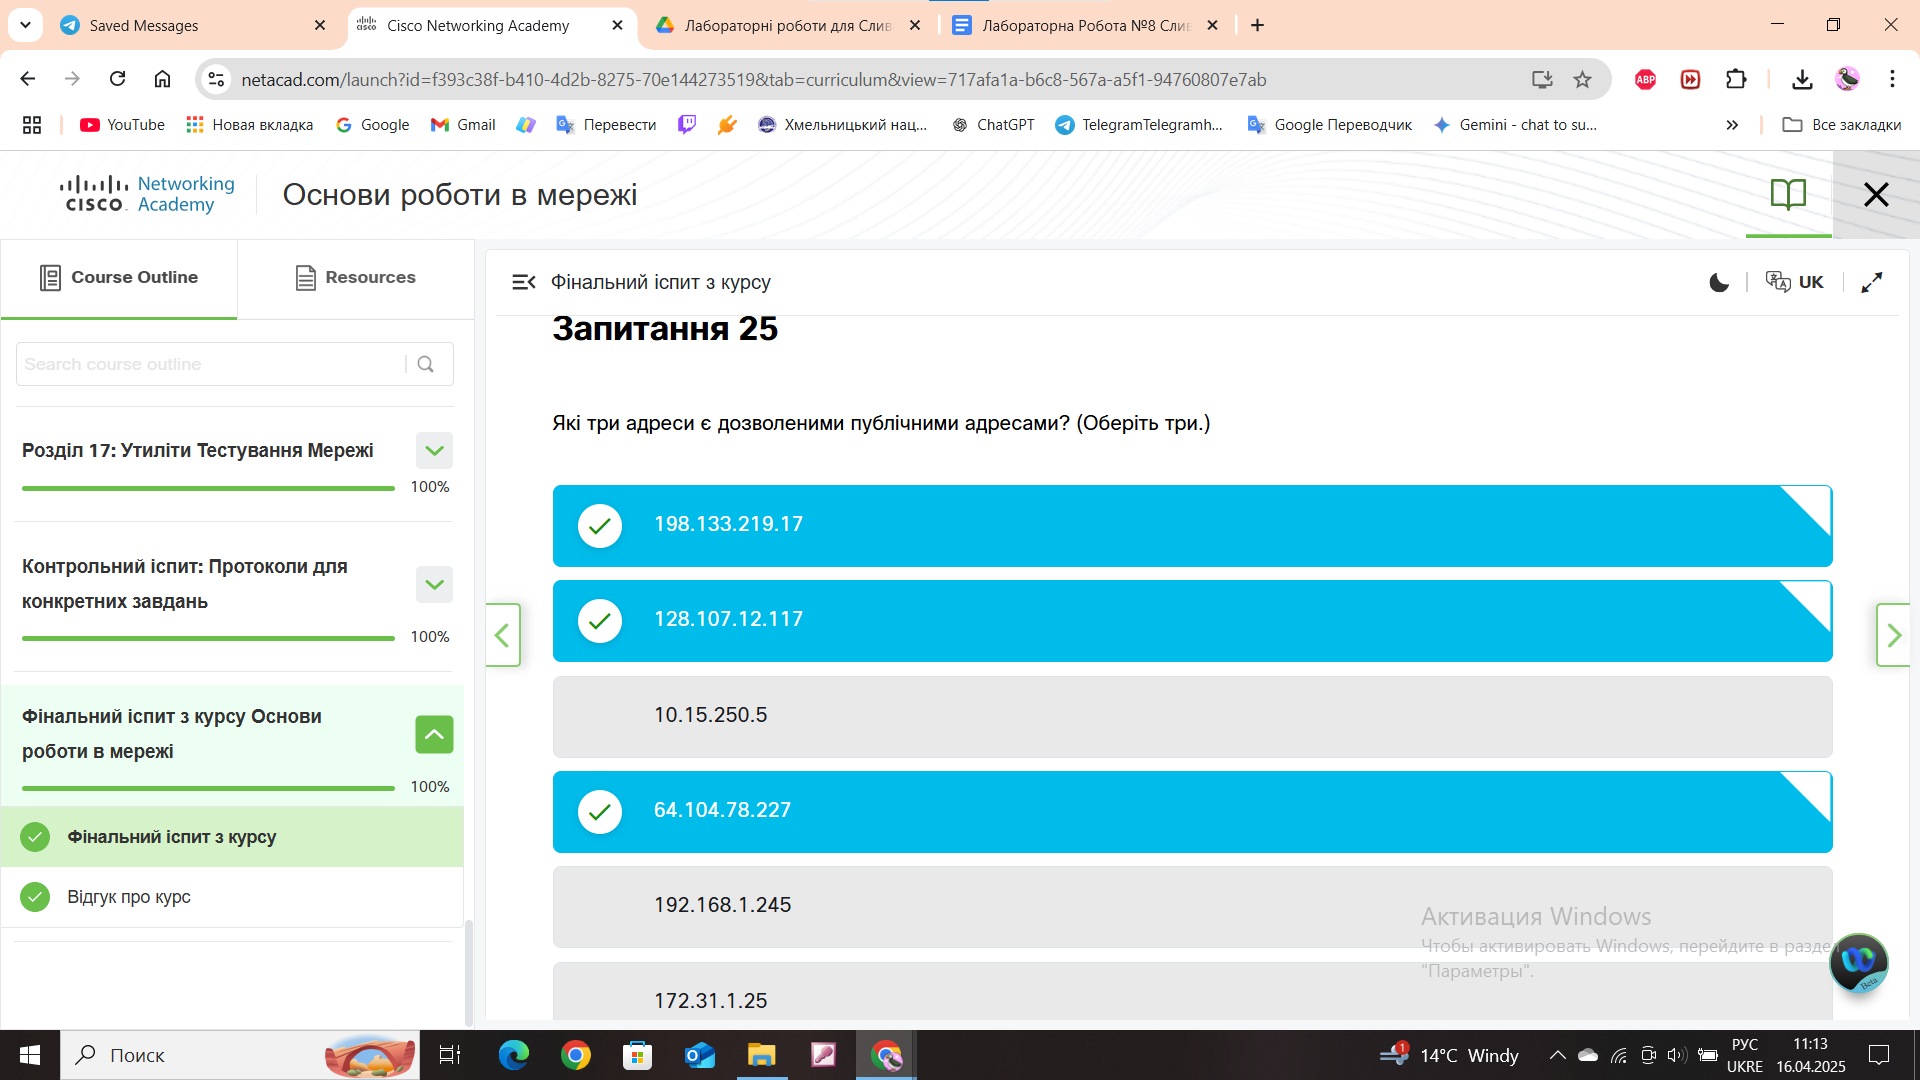 Saved Messages
Cisco Networking Academy
Лабораторні роботи для Слив
Лабораторна Робота №8 Слив
netacad.com/launch?id=f393c38f-b410-4d2b-8275-70e144273519&tab=curriculum&view=717afa1a-b6c8-567a-a5f1-94760807e7ab
ABP
YouTube
Новая вкладка
Google
Gmail
Перевести
Хмельницький нац...
ChatGPT
TelegramTelegramh...
Google Переводчик
Gemini - chat to su...
Все закладки
CISCO Networking Academy
Основи роботи в мережі
Course Outline
Resources
Search course outline
Розділ 17: Утиліти Тестування Мережі
100%
Контрольний іспит: Протоколи для
конкретних завдань
100%
Фінальний іспит з курсу Основи
роботи в мережі
100%
Фінальний іспит з курсу
Відгук про курс
Фінальний іспит з курсу
UK
Запитання 25
Які три адреси є дозволеними публічними адресами? (Оберіть три.)
198.133.219.17
128.107.12.117
10.15.250.5
64.104.78.227
192.168.1.245
172.31.1.25
Активация Windows
Чтобы активировать Windows, перейдите в раздел
"Параметры".
Beta
Поиск
1
14°C Windy
РУС
UKRE
11:13
16.04.2025